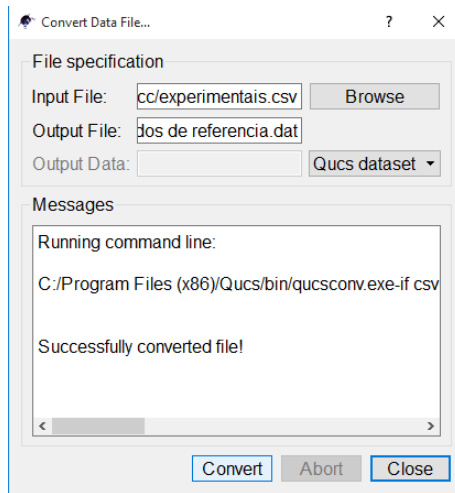 Convert Data File...
? ×
File specification
Input File: cc/experimentais.csv Browse
Output File: dos de referencia.dat
Output Data: Qucs dataset
Messages
Running command line:
C:/Program Files (x86)/Qucs/bin/qucsconv.exe-if csv
Successfully converted file!
Convert Abort Close